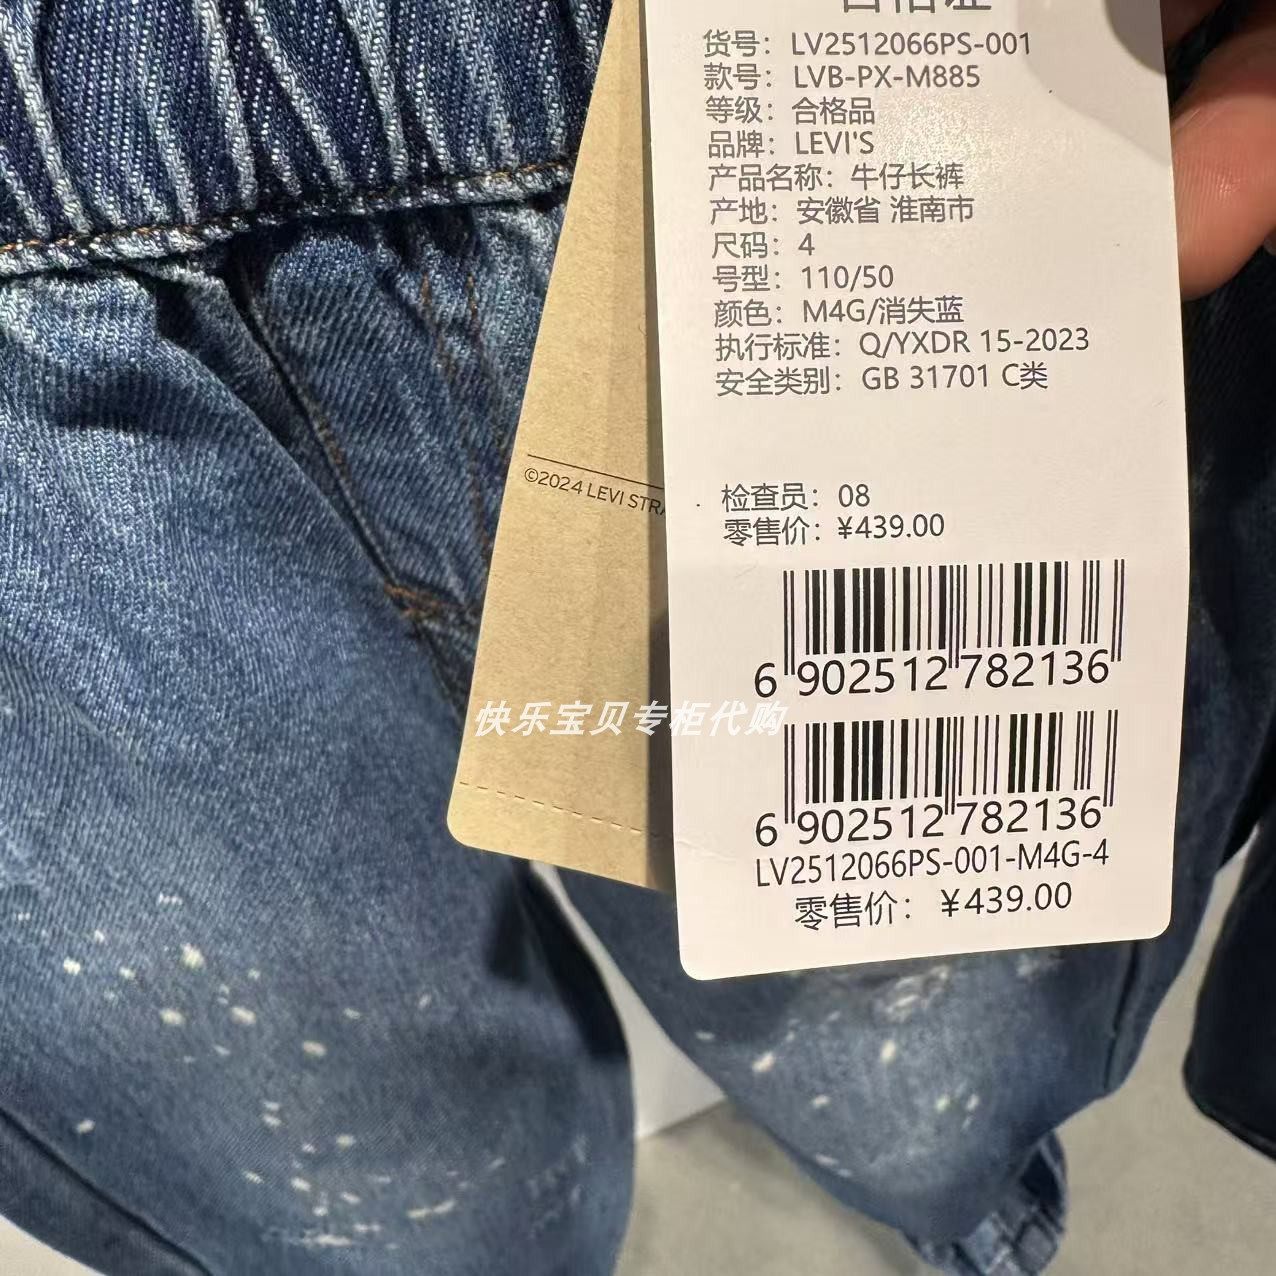 合格证
货号：LV2512066PS-001
款号：LVB-PX-M885
等级：合格品
品牌：LEVI'S
产品名称：牛仔长裤
产地：安徽省 淮南市
尺码：4
号型：110/50
颜色：M4G/消失蓝
执行标准：Q/YXDR 15-2023
安全类别：GB 31701 C类
©2024 LEVI
检查员：08
零售价：¥439.00
6 902512 782136
快乐宝贝专柜代购
6 902512 782136
LV2512066PS-001-M4G-4
零售价：¥439.00